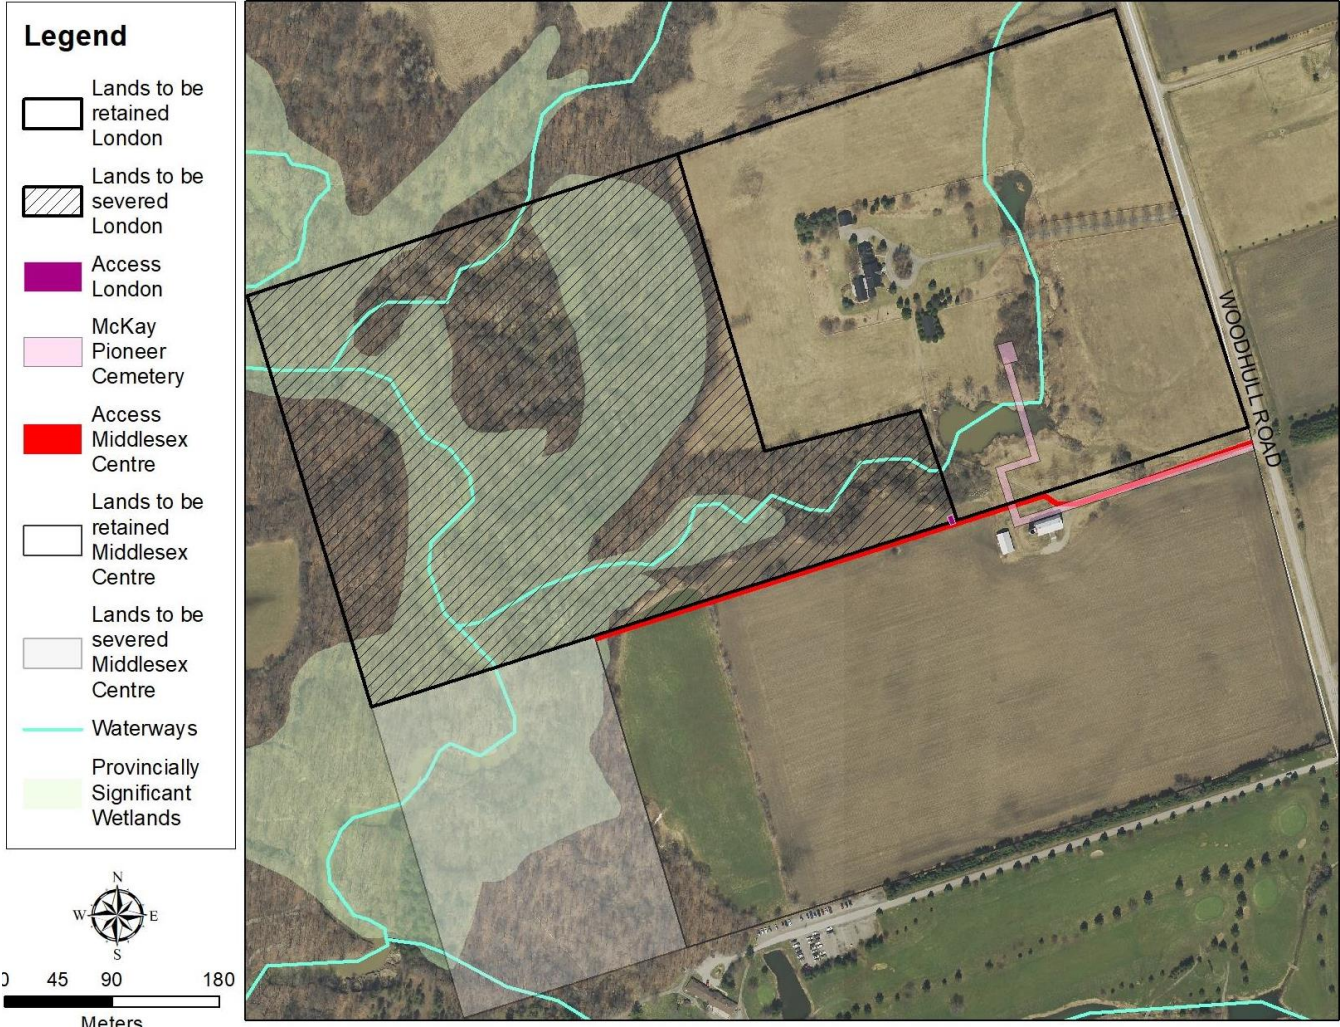 Legend
Lands to be
retained
London
Lands to be
severed
London
Access
London
McKay
Pioneer
Cemetery
Access
Middlesex
Centre
Lands to be
retained
Middlesex
Centre
Lands to be
severed
Middlesex
Centre
Waterways
Provincially
Significant
Wetlands
N
W E
S
0 45 90 180
Meters
WOODHULL ROAD